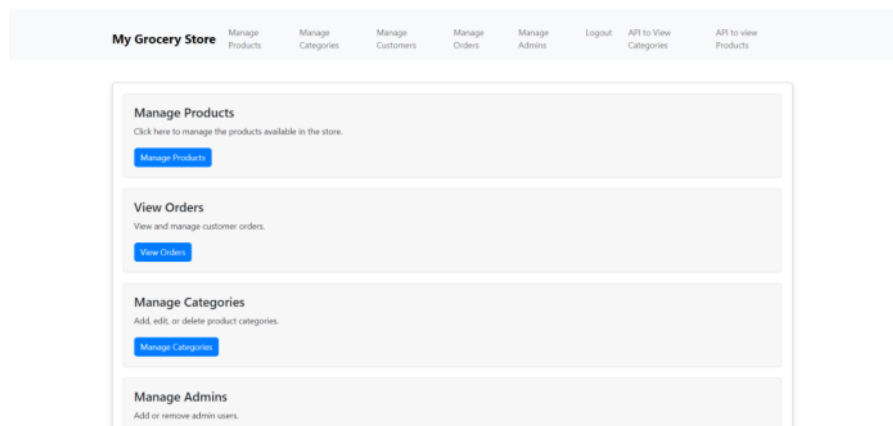 My Grocery Store
Manage
Products
Manage
Categories
Manage
Customers
Manage
Orders
Manage
Admins
Logout
API to View
Categories
API to view
Products
Manage Products
Click here to manage the products available in the store.
Manage Products
View Orders
View and manage customer orders.
View Orders
Manage Categories
Add, edit, or delete product categories.
Manage Categories
Manage Admins
Add or remove admin users.